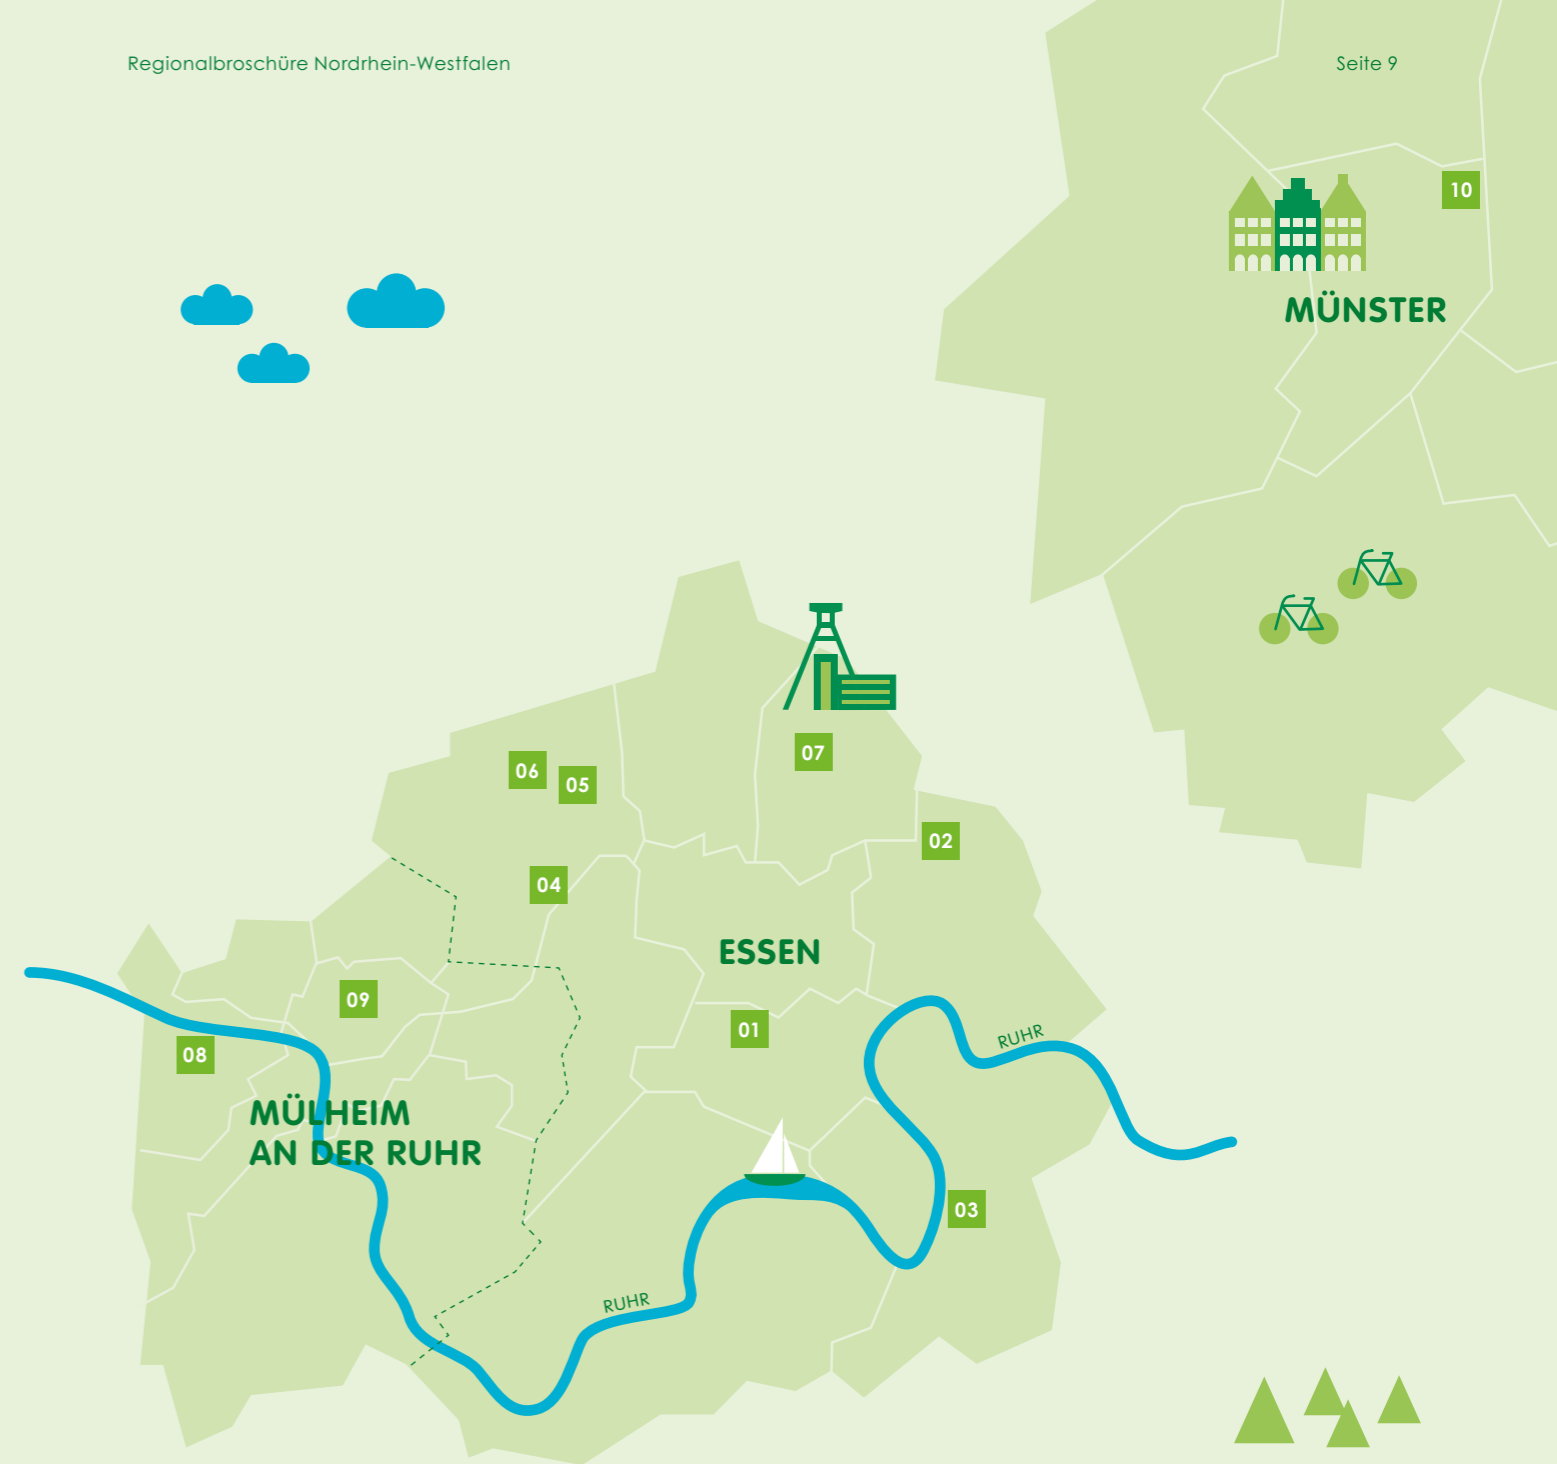 Regionalbroschüre Nordrhein-Westfalen
Seite 9
10
MÜNSTER
07
06
05
02
04
ESSEN
09
01
RUHR
08
MÜLHEIM
AN DER RUHR
03
RUHR